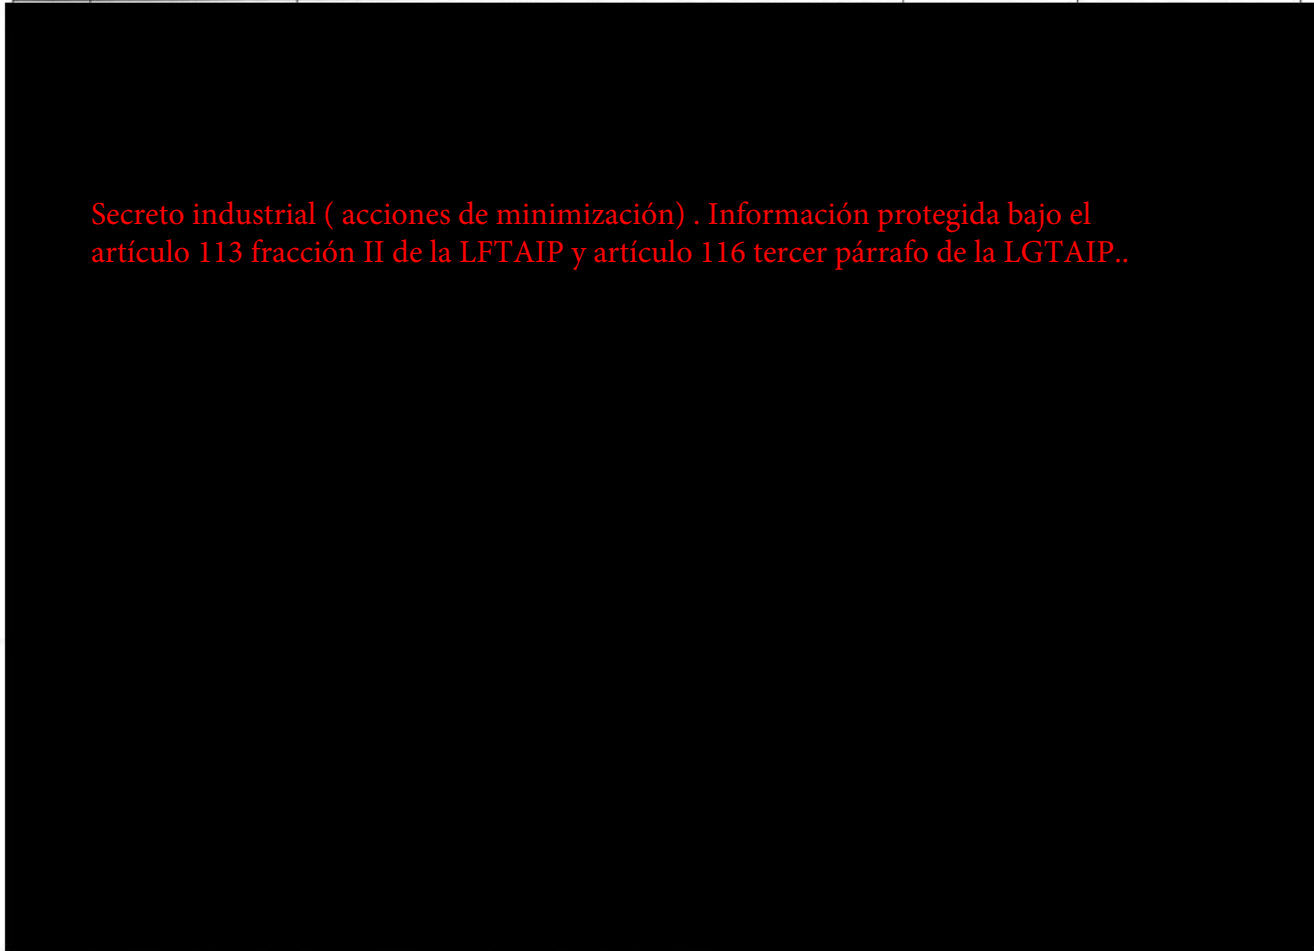 Secreto industrial ( acciones de minimización) . Información protegida bajo el
artículo 113 fracción II de la LFTAIP y artículo 116 tercer párrafo de la LGTAIP..